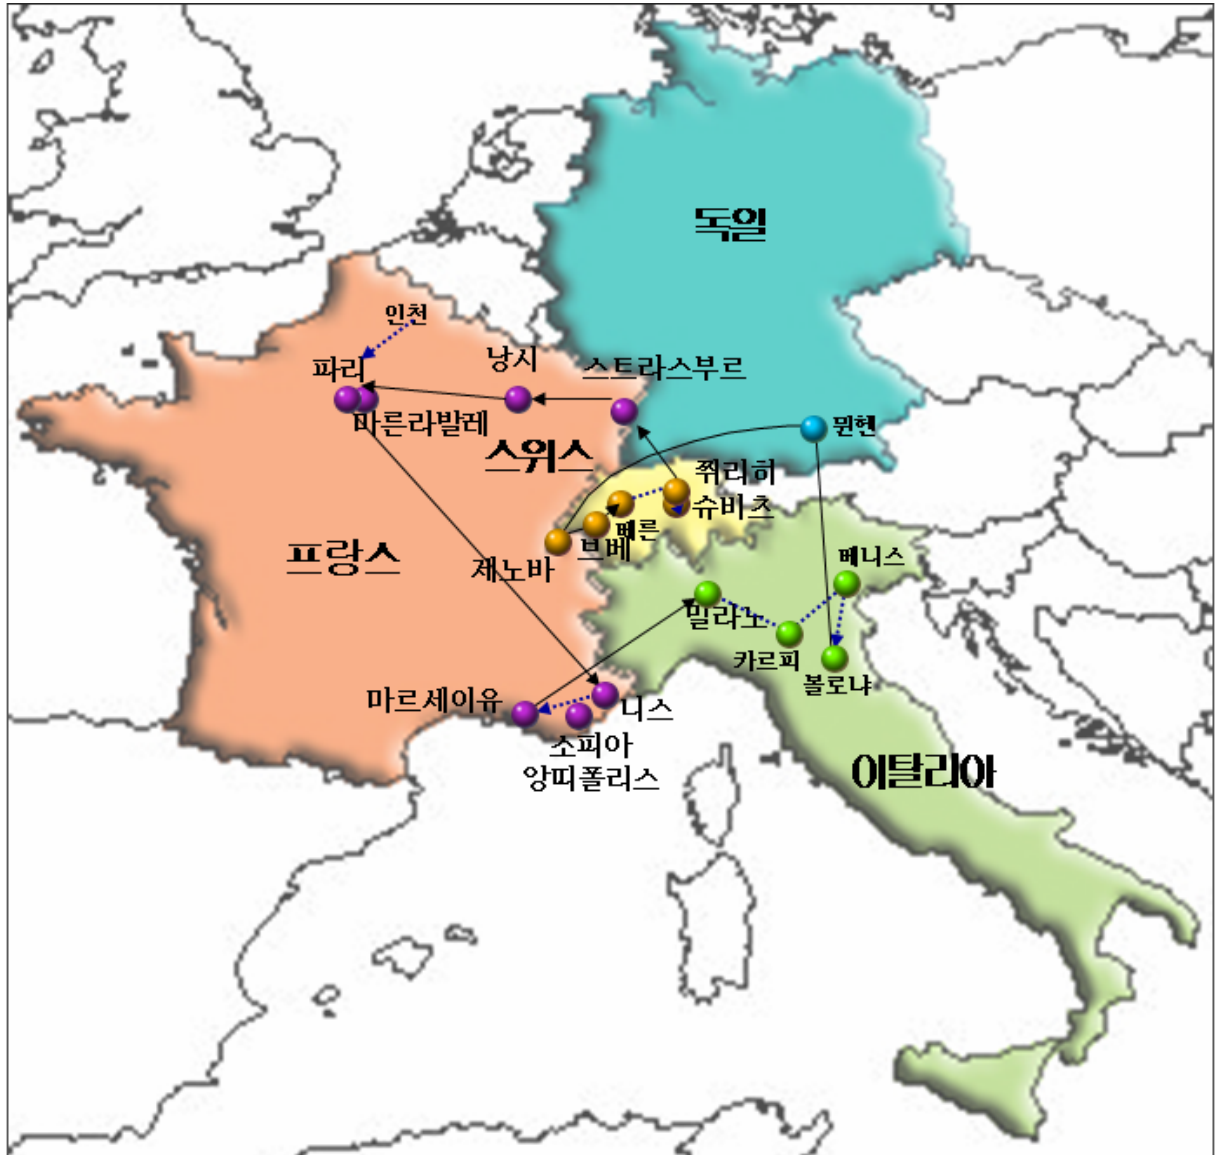 독일
인천
낭시
파리
스트라스부르
마른라발레
뮌헨
스위스
쮜리히
슈비츠
베른
브베
프랑스
제노바
베니스
밀라노
카르피
볼로냐
마르세이유
니스
소피아
앙띠폴리스
이탈리아